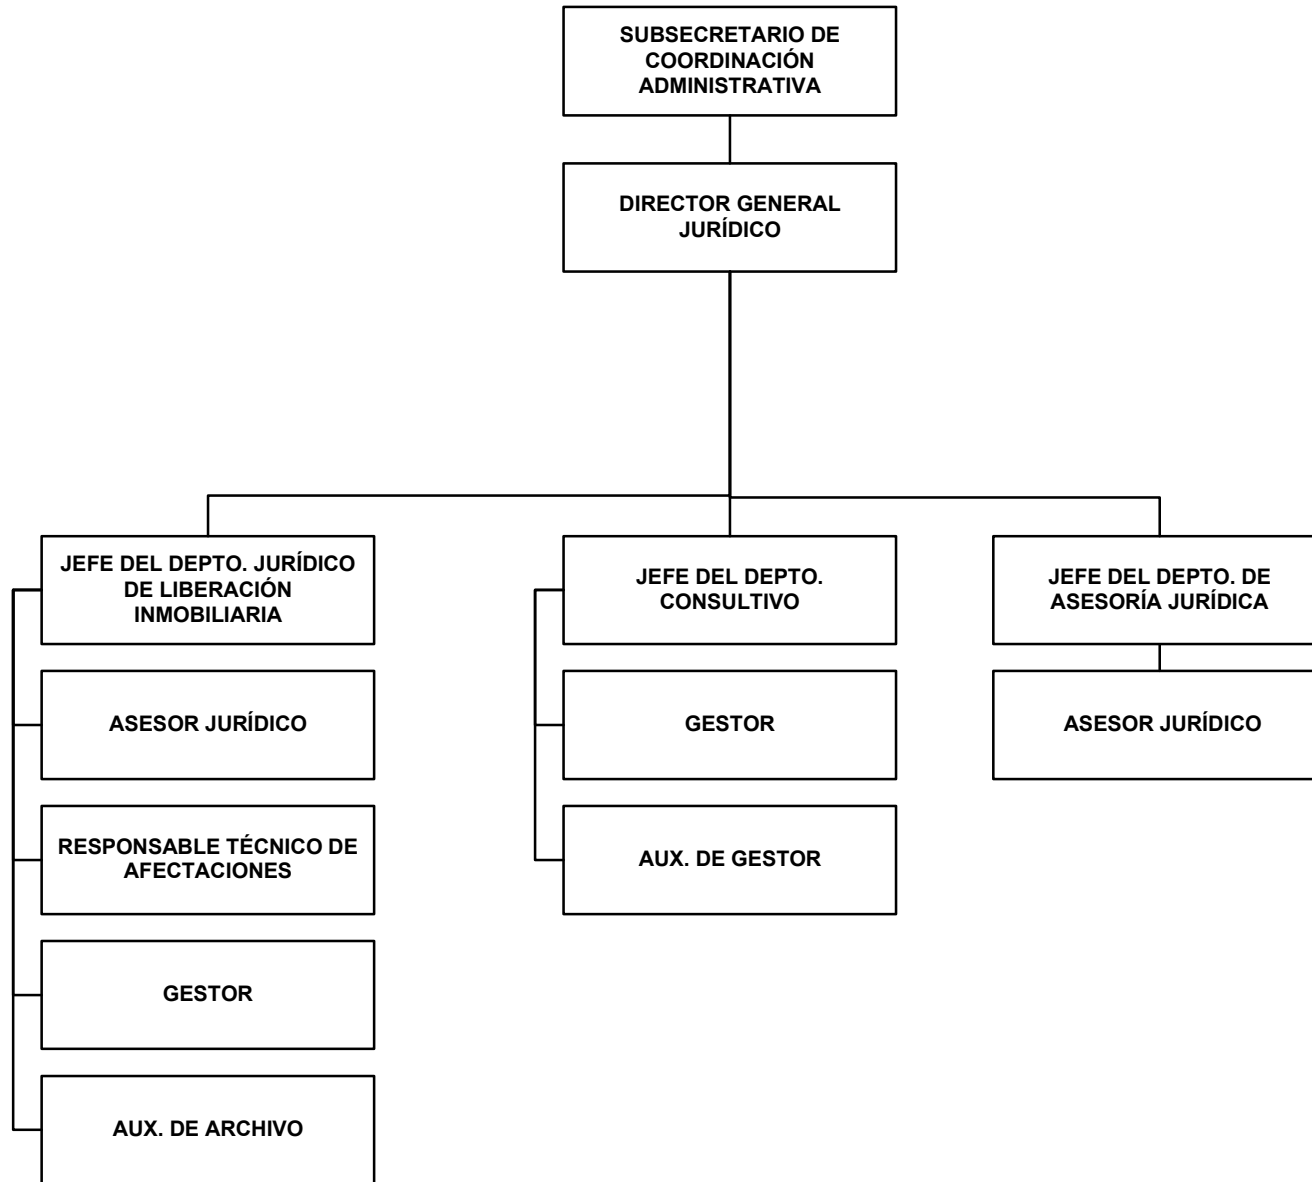 SUBSECRETARIO DE
COORDINACIÓN
ADMINISTRATIVA
DIRECTOR GENERAL
JURÍDICO
JEFE DEL DEPTO. JURÍDICO
DE LIBERACIÓN
INMOBILIARIA
JEFE DEL DEPTO.
CONSULTIVO
JEFE DEL DEPTO. DE
ASESORÍA JURÍDICA
ASESOR JURÍDICO
GESTOR
ASESOR JURÍDICO
RESPONSABLE TÉCNICO DE
AFECTACIONES
AUX. DE GESTOR
GESTOR
AUX. DE ARCHIVO